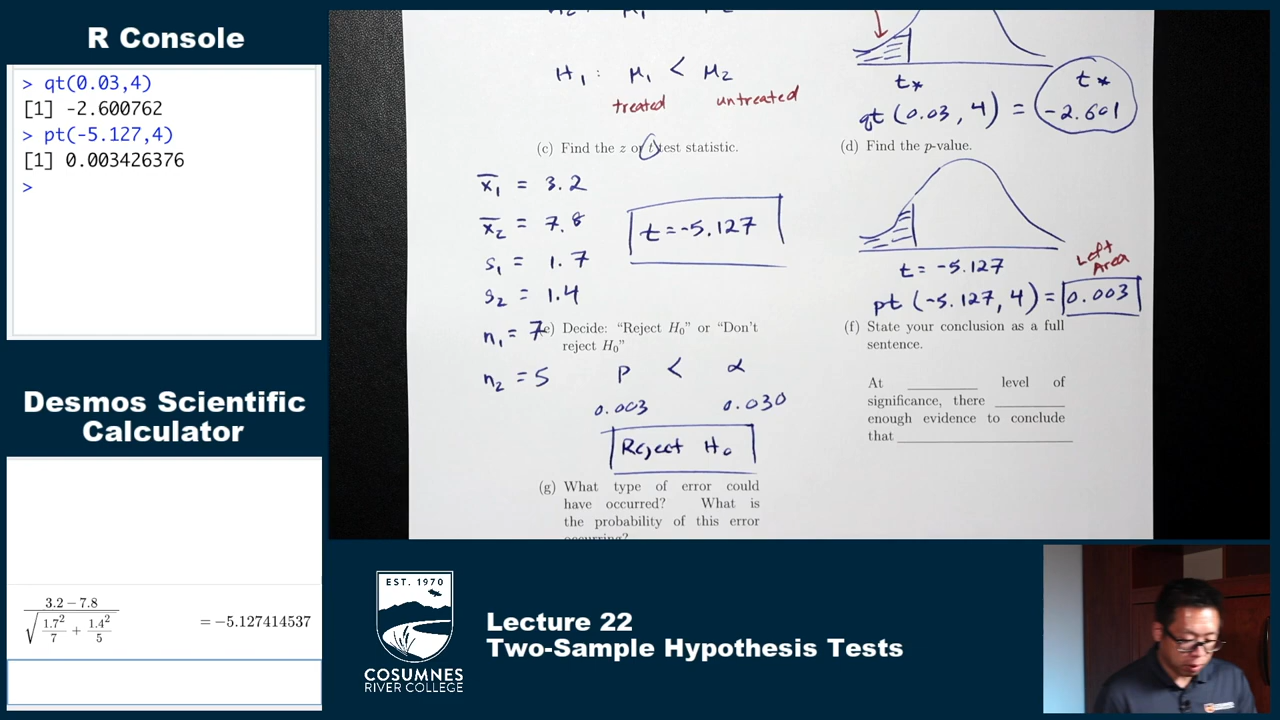 R Console
> qt(0.03,4)
[1] -2.600762
> pt(-5.127,4)
[1] 0.003426376
>
Desmos Scientific
Calculator
3.2 − 7.8
√ 1.7² / 7 + 1.4² / 5
= −5.127414537
H₁ : μ₁ < μ₂
treated untreated
(c) Find the z or t test statistic.
x̄₁ = 3.2
x̄₂ = 7.8
s₁ = 1.7
s₂ = 1.4
n₁ = 7
n₂ = 5
t = -5.127
(e) Decide: “Reject H₀” or “Don’t
reject H₀”
P < α
0.003 0.030
Reject H₀
(g) What type of error could
have occurred? What is
the probability of this error
occurring?
t* t*
qt (0.03, 4) = -2.601
(d) Find the p-value.
t = -5.127
Left
Area
pt (-5.127, 4) = 0.003
(f) State your conclusion as a full
sentence.
At ________ level of
significance, there ________
enough evidence to conclude
that ____________________
EST. 1970
COSUMNES
RIVER COLLEGE
Lecture 22
Two-Sample Hypothesis Tests